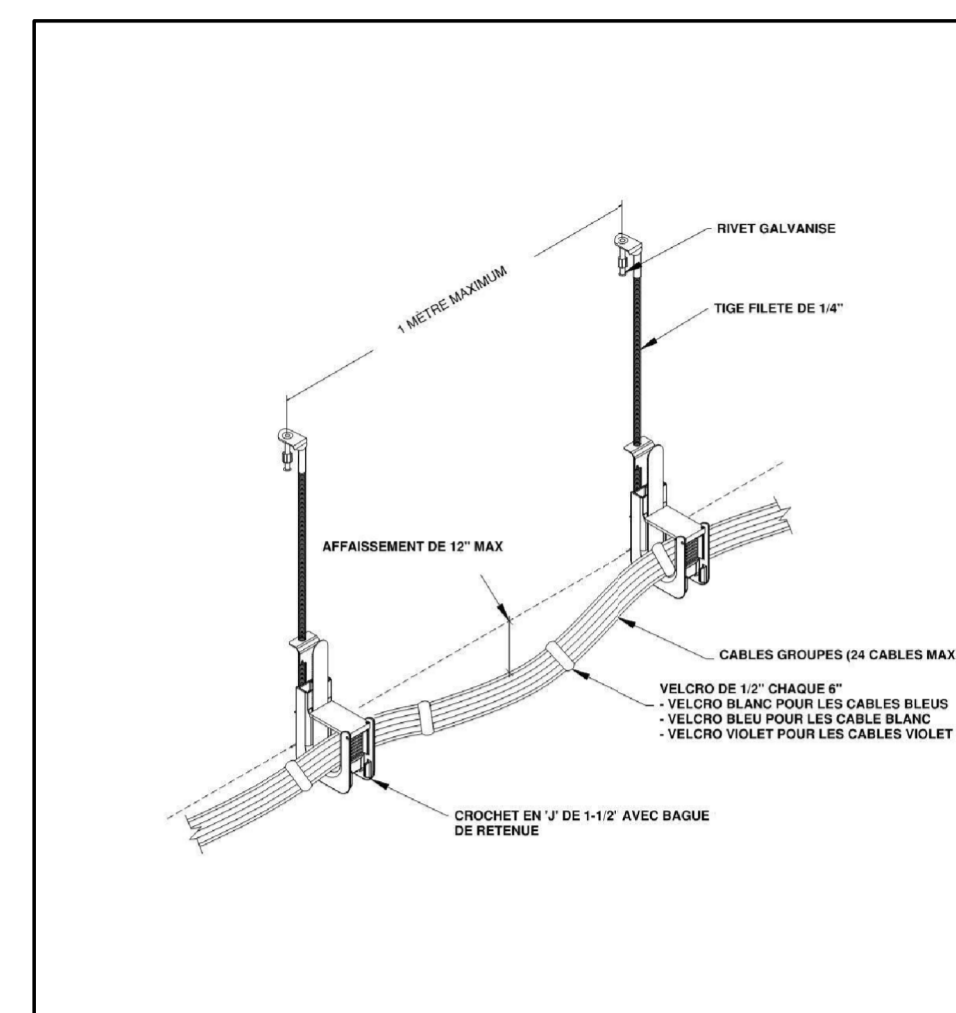 RIVET GALVANISE
TIGE FILETE DE 1/4"
1 MÈTRE MAXIMUM
AFFAISSEMENT DE 12" MAX
CABLES GROUPES (24 CABLES MAX
VELCRO DE 1/2" CHAQUE 6"
- VELCRO BLANC POUR LES CABLES BLEUS
- VELCRO BLEU POUR LES CABLE BLANC
- VELCRO VIOLET POUR LES CABLES VIOLET
CROCHET EN 'J' DE 1-1/2' AVEC BAGUE
DE RETENUE